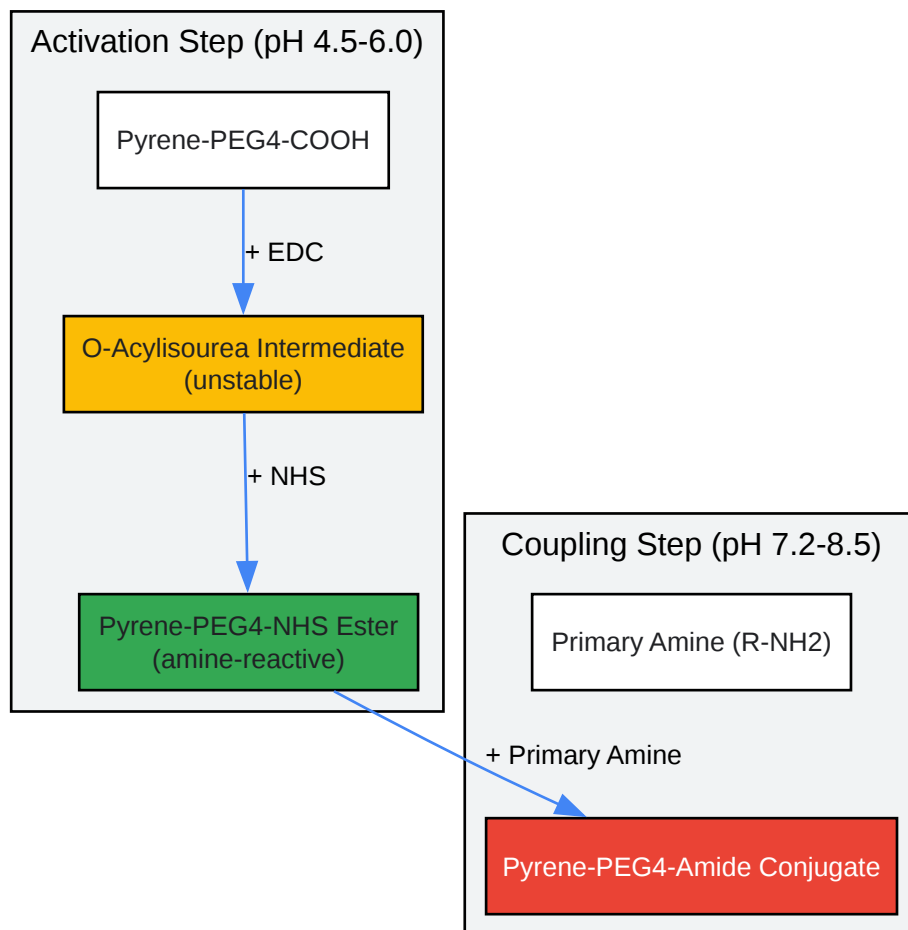 Activation Step (pH 4.5-6.0)
Pyrene-PEG4-COOH
+ EDC
O-Acylisourea Intermediate
(unstable)
+ NHS
Pyrene-PEG4-NHS Ester
(amine-reactive)
Coupling Step (pH 7.2-8.5)
Primary Amine (R-NH2)
+ Primary Amine
Pyrene-PEG4-Amide Conjugate